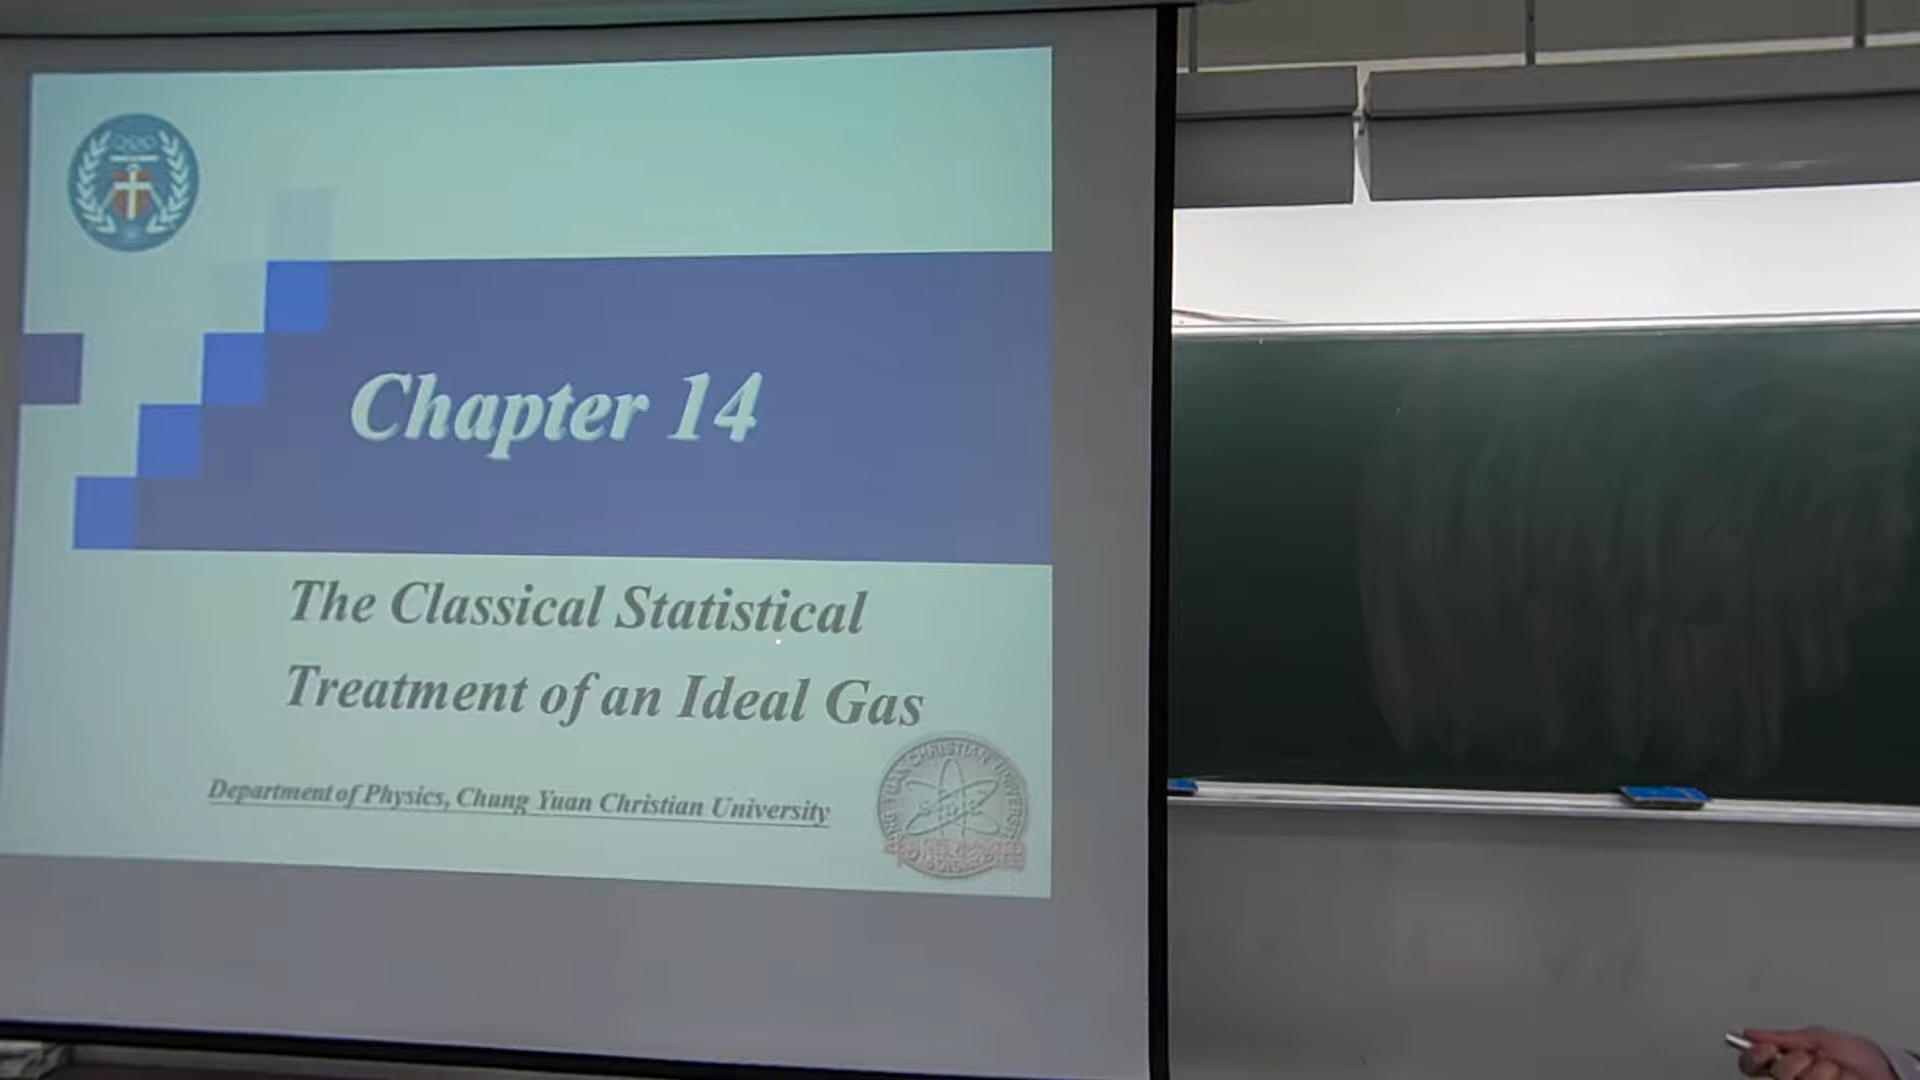 Chapter 14
The Classical Statistical
Treatment of an Ideal Gas
Department of Physics, Chung Yuan Christian University